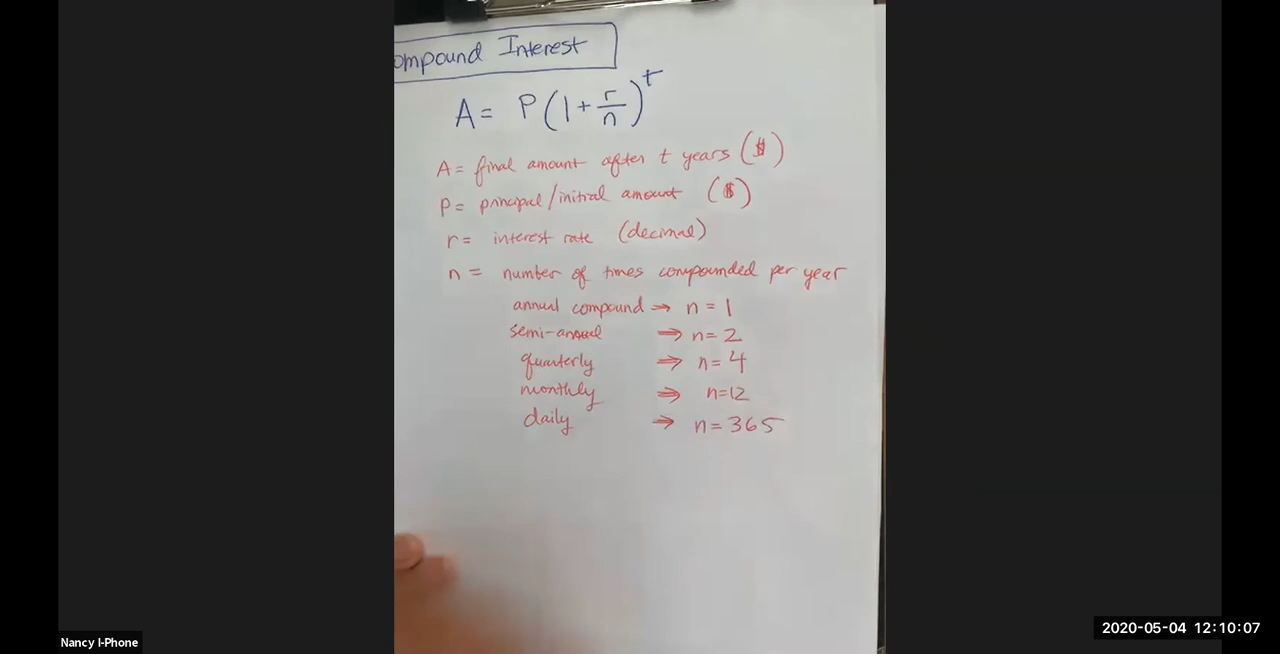 ompound Interest
A = P(1 + r/n)^t
A = final amount after t years ($)
P = principal/initial amount ($)
r = interest rate (decimal)
n = number of times compounded per year
annual compound → n = 1
semi-annual ⇒ n = 2
quarterly ⇒ n = 4
monthly ⇒ n=12
daily ⇒ n = 365
Nancy I-Phone
2020-05-04 12:10:07